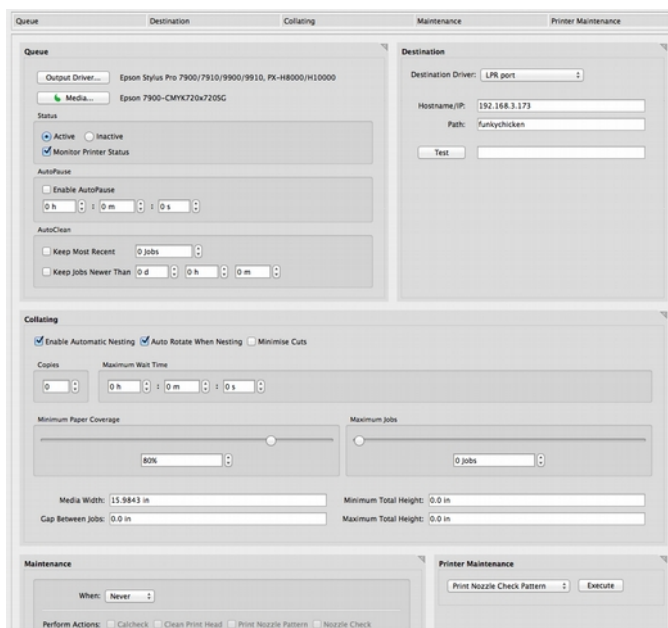 Queue Destination Collating Maintenance Printer Maintenance
Queue
Output Driver... Epson Stylus Pro 7900/7910/9900/9910, PX-H8000/H10000
Media... Epson 7900-CMYK720x720SG
Status
Active Inactive
Monitor Printer Status
AutoPause
Enable AutoPause
0 h : 0 m : 0 s
AutoClean
Keep Most Recent 0 Jobs
Keep Jobs Newer Than 0 d 0 h 0 m
Destination
Destination Driver: LPR port
Hostname/IP: 192.168.3.173
Path: funkychicken
Test
Collating
Enable Automatic Nesting Auto Rotate When Nesting Minimise Cuts
Copies Maximum Wait Time
0 0 h : 0 m : 0 s
Minimum Paper Coverage Maximum Jobs
80% 0 Jobs
Media Width: 15.9843 in Minimum Total Height: 0.0 in
Gap Between Jobs: 0.0 in Maximum Total Height: 0.0 in
Maintenance
When: Never
Perform Actions: Calcheck Clean Print Head Print Nozzle Pattern Nozzle Check
Printer Maintenance
Print Nozzle Check Pattern Execute